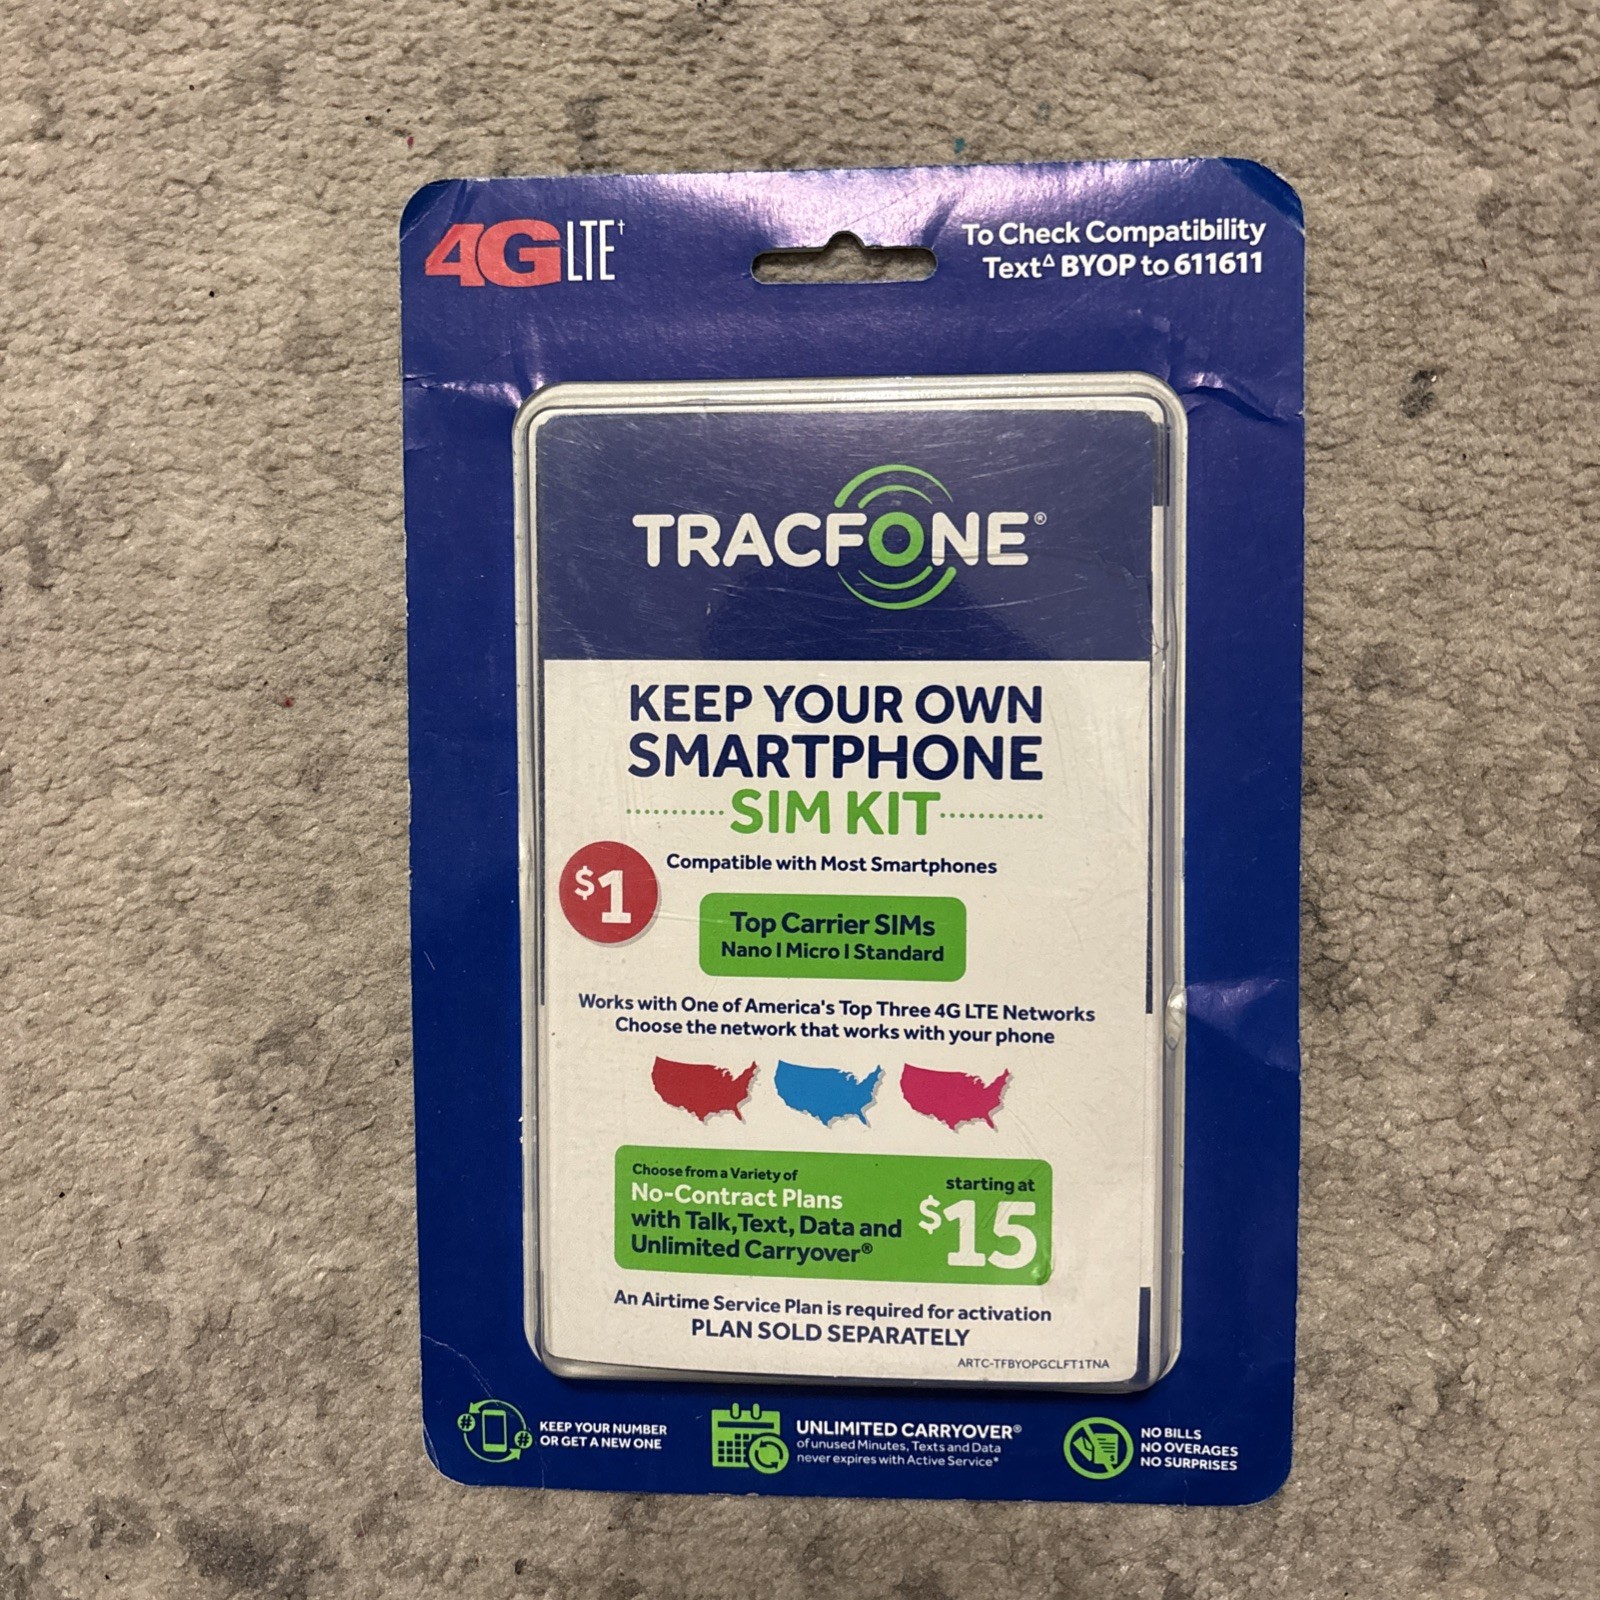 4G LTE†
To Check Compatibility
Text∆ BYOP to 611611
TRACFONE®
KEEP YOUR OWN
SMARTPHONE
SIM KIT
$1
Compatible with Most Smartphones
Top Carrier SIMs
Nano | Micro | Standard
Works with One of America's Top Three 4G LTE Networks
Choose the network that works with your phone
Choose from a Variety of
No-Contract Plans
with Talk, Text, Data and
Unlimited Carryover®
starting at
$15
An Airtime Service Plan is required for activation
PLAN SOLD SEPARATELY
ARTC-TFBYOPGCLFT1TNA
# #
KEEP YOUR NUMBER
OR GET A NEW ONE
UNLIMITED CARRYOVER®
of unused Minutes, Texts and Data
never expires with Active Service*
$
NO BILLS
NO OVERAGES
NO SURPRISES